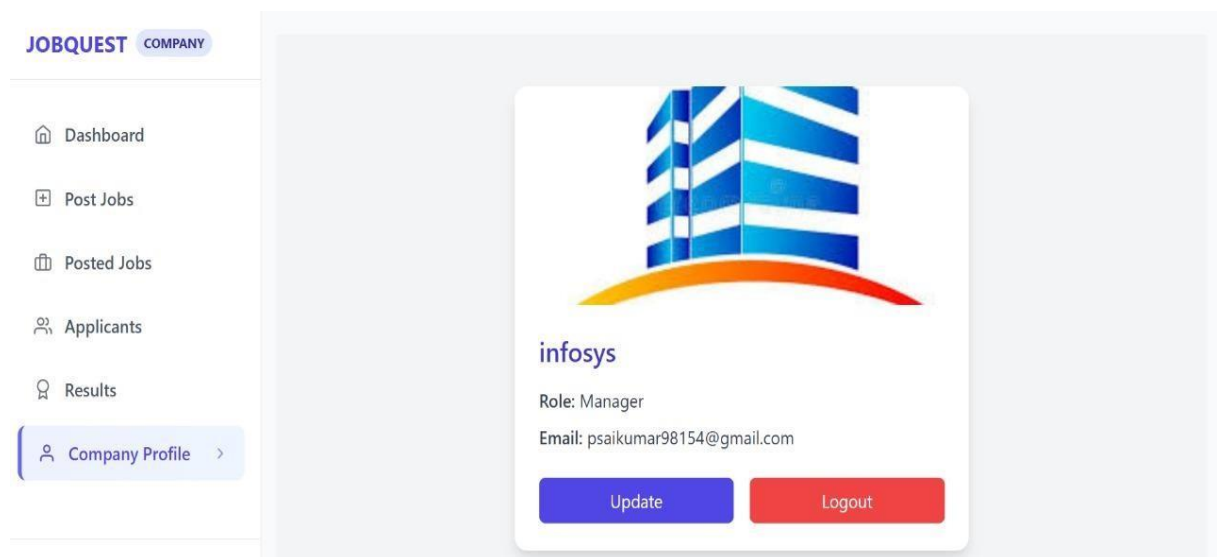 JOBQUEST COMPANY
Dashboard
Post Jobs
Posted Jobs
Applicants
Results
Company Profile
infosys
Role: Manager
Email: psaikumar98154@gmail.com
Update Logout